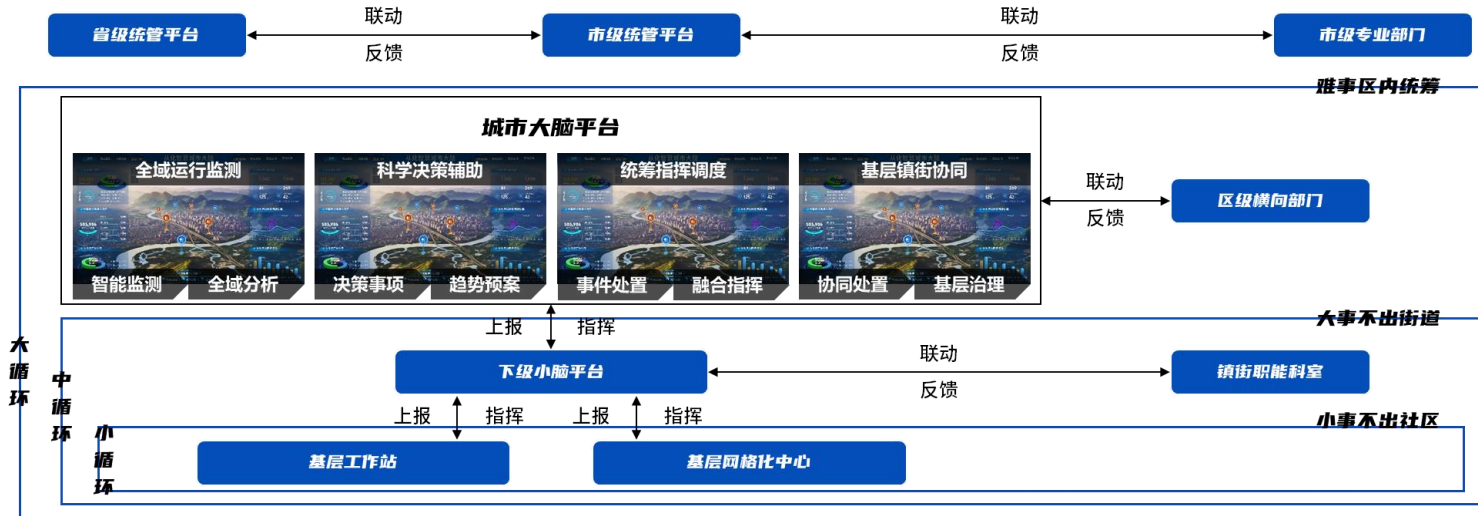 联动
联动
省级统管平台
市级统管平台
市级专业部门
反馈
反馈
难事区内统筹
城市大脑平台
全域运行监测
科学决策辅助
统筹指挥调度
基层镇街协同
联动
区级横向部门
反馈
智能监测
全域分析
决策事项
趋势预案
事件处置
融合指挥
协同处置
基层治理
上报
指挥
大事不出街道
大循环
下级小脑平台
联动
镇街职能科室
反馈
中循环
上报
指挥
上报
指挥
小事不出社区
小循环
基层工作站
基层网格化中心